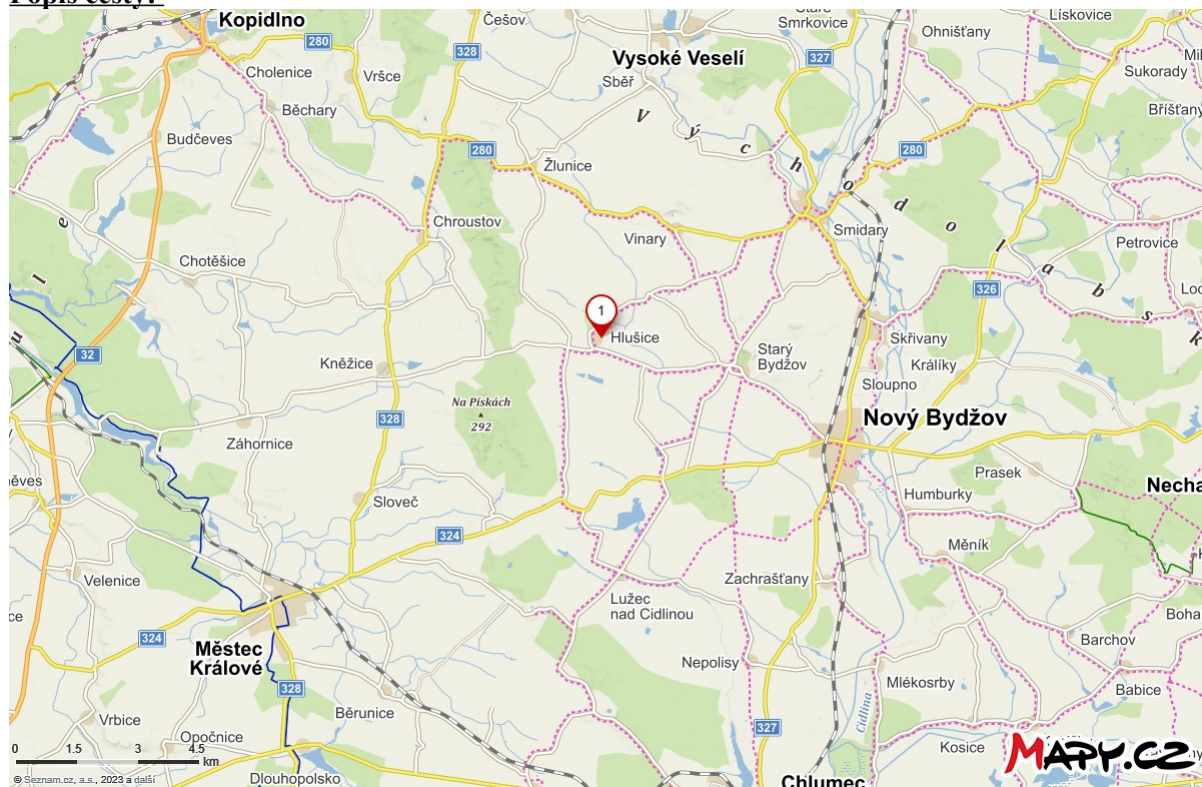 Popis cesty:
Kopidlno
280
328
Češov
Staré
Smrkovice
Lískovice
Ohnišťany
Vysoké Veselí
327
Cholenice
Vršce
Sběř
Sukorady
Běchary
Bříšťany
Budčeves
V ý c h o d o l a b s k
280
Žlunice
280
Chroustov
Vinary
Smidary
Petrovice
u l e
Chotěšice
326
32
1
Hlušice
Skřivany
Kněžice
Starý
Bydžov
Králíky
Sloupno
Na Pískách
292
328
Nový Bydžov
Záhornice
Prasek
něves
Sloveč
Humburky
Necha
324
Měník
Velenice
Zachrašťany
Lužec
nad Cidlinou
Boha
324
Městec
Králové
Barchov
Nepolisy
Mlékosrby
328
Babice
Běrunice
Vrbice
Cidlina
327
Opočnice
Kosice
0 1.5 3 4.5
km
MAPY.CZ
© Seznam.cz, a.s., 2023 a další
Dlouhopolsko
Chlumec